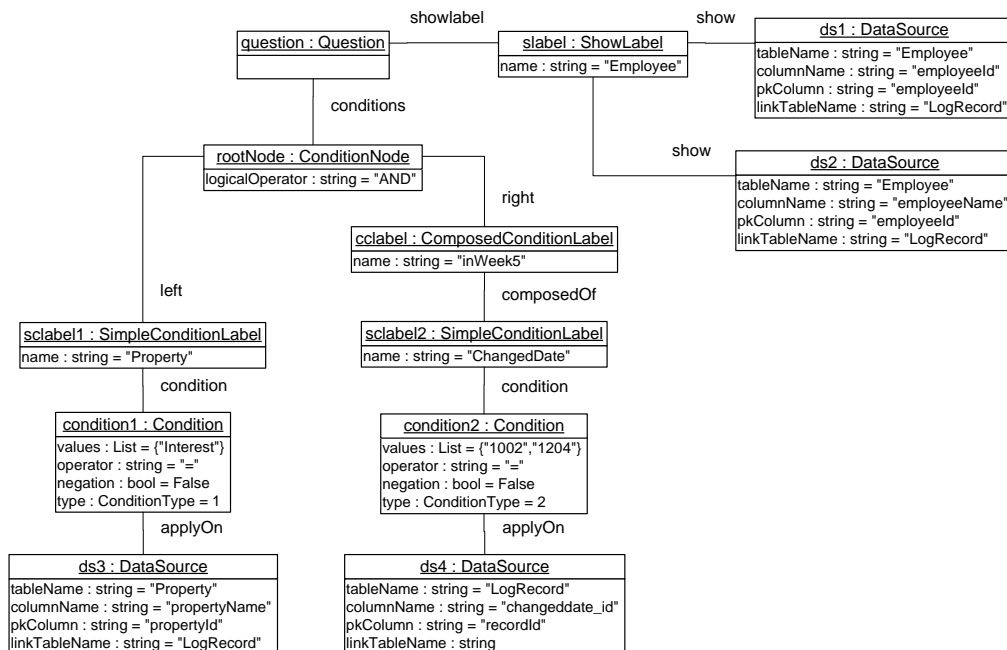 showlabel
show
question : Question
slabel : ShowLabel
name : string = "Employee"
ds1 : DataSource
tableName : string = "Employee"
columnName : string = "employeeId"
pkColumn : string = "employeeId"
linkTableName : string = "LogRecord"
conditions
show
rootNode : ConditionNode
logicalOperator : string = "AND"
ds2 : DataSource
tableName : string = "Employee"
columnName : string = "employeeName"
pkColumn : string = "employeeId"
linkTableName : string = "LogRecord"
right
cclabel : ComposedConditionLabel
name : string = "inWeek5"
left
composedOf
sclabel1 : SimpleConditionLabel
name : string = "Property"
sclabel2 : SimpleConditionLabel
name : string = "ChangedDate"
condition
condition
condition1 : Condition
values : List = {"Interest"}
operator : string = "="
negation : bool = False
type : ConditionType = 1
condition2 : Condition
values : List = {"1002","1204"}
operator : string = "="
negation : bool = False
type : ConditionType = 2
applyOn
applyOn
ds3 : DataSource
tableName : string = "Property"
columnName : string = "propertyName"
pkColumn : string = "propertyId"
linkTableName : string = "LogRecord"
ds4 : DataSource
tableName : string = "LogRecord"
columnName : string = "changeddate_id"
pkColumn : string = "recordId"
linkTableName : string